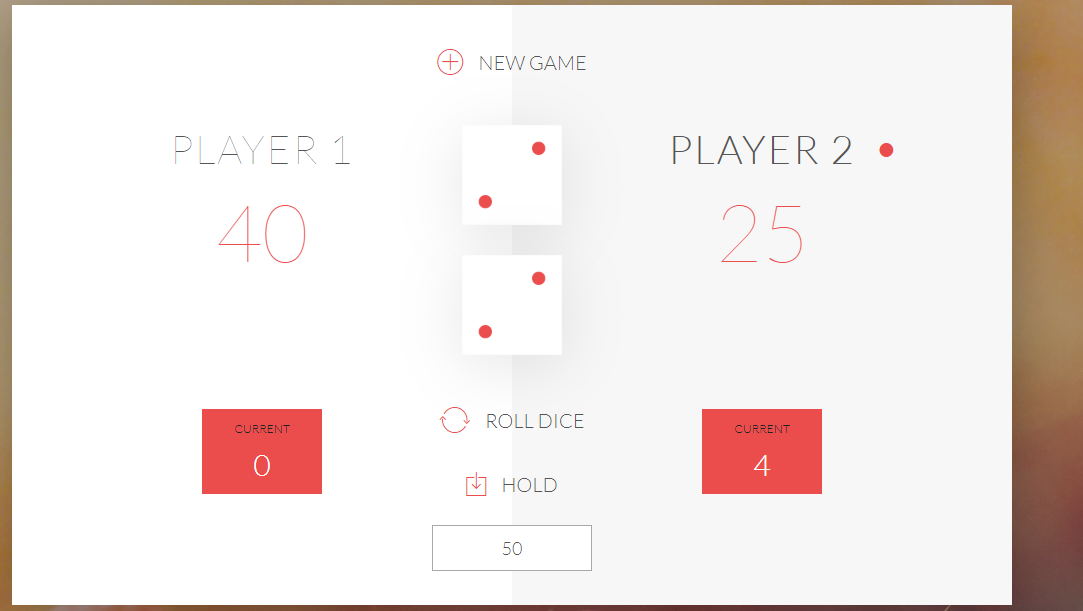 NEW GAME
PLAYER 1
40
PLAYER 2
25
CURRENT
0
CURRENT
4
ROLL DICE
HOLD
50